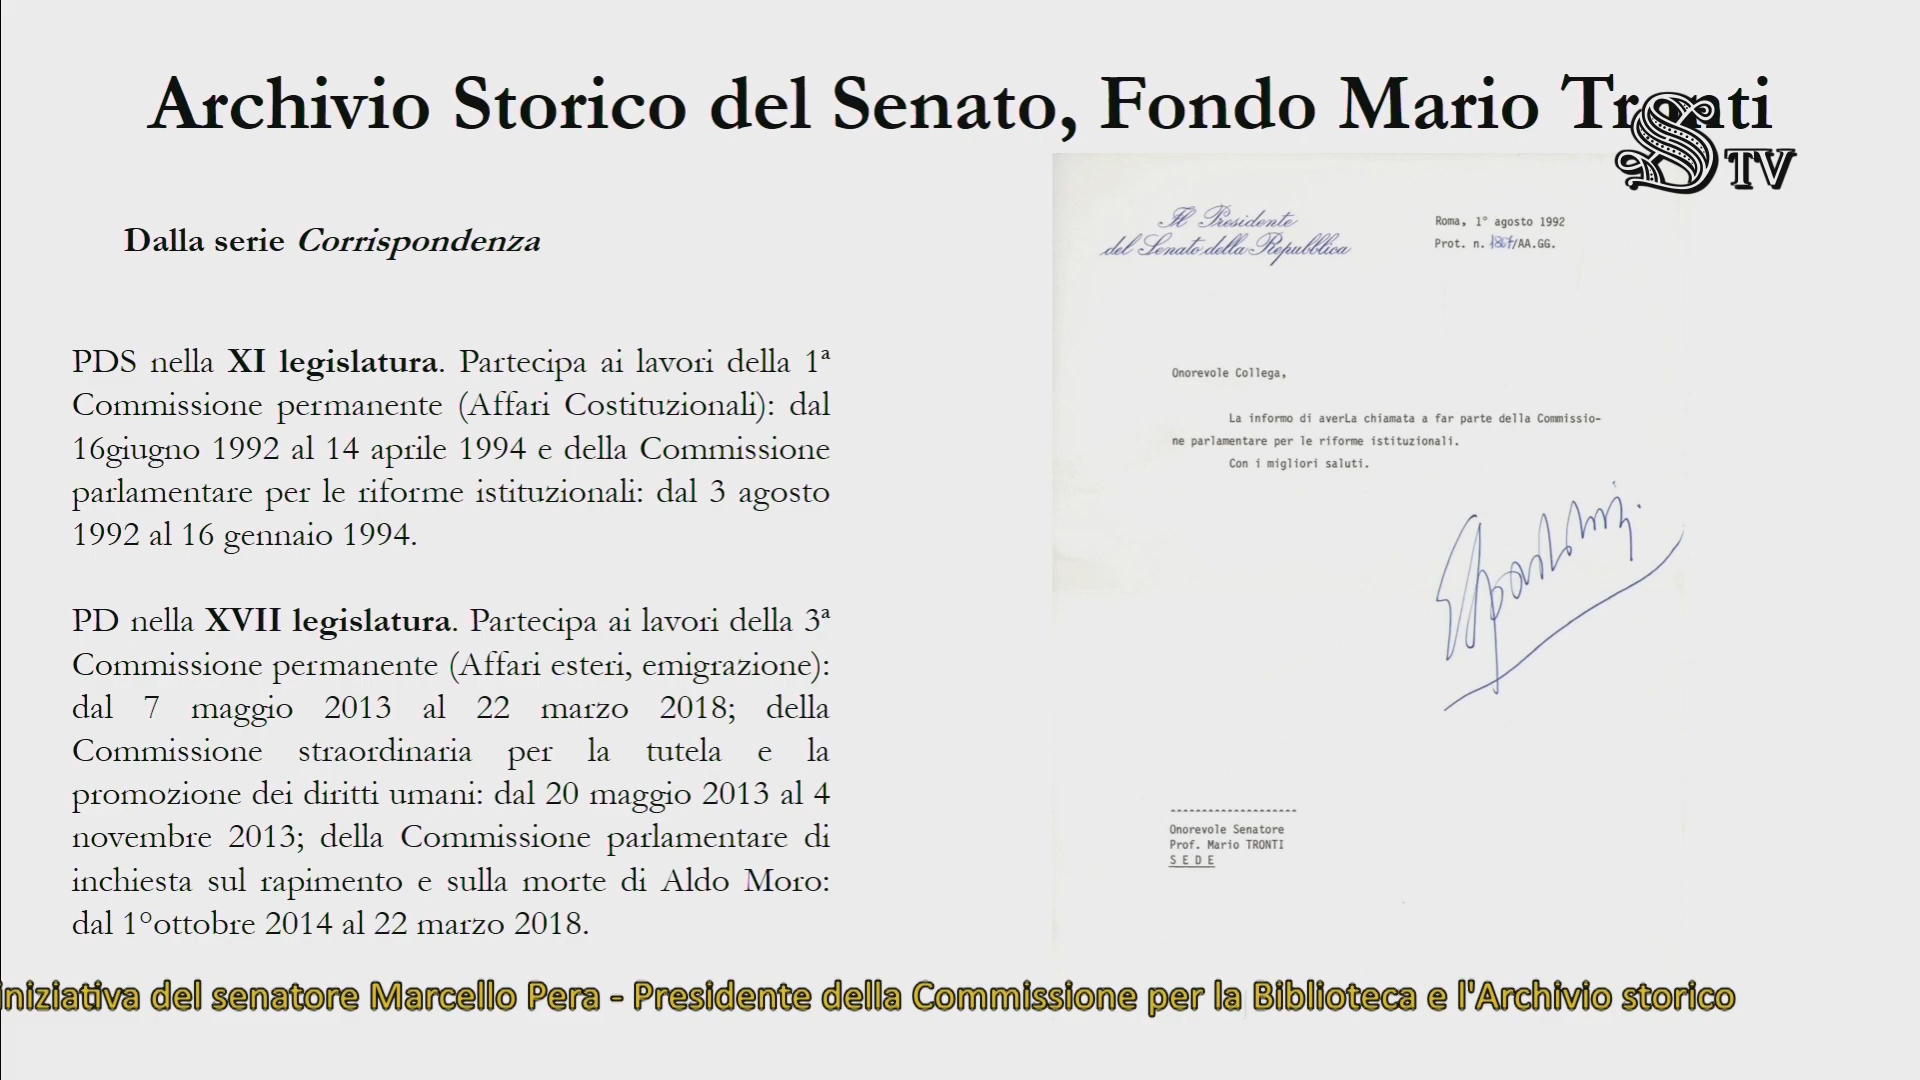 Archivio Storico del Senato, Fondo Mario Tronti
TV
Dalla serie Corrispondenza
PDS nella XI legislatura. Partecipa ai lavori della 1ª
Commissione permanente (Affari Costituzionali): dal
16giugno 1992 al 14 aprile 1994 e della Commissione
parlamentare per le riforme istituzionali: dal 3 agosto
1992 al 16 gennaio 1994.
PD nella XVII legislatura. Partecipa ai lavori della 3ª
Commissione permanente (Affari esteri, emigrazione):
dal 7 maggio 2013 al 22 marzo 2018; della
Commissione straordinaria per la tutela e la
promozione dei diritti umani: dal 20 maggio 2013 al 4
novembre 2013; della Commissione parlamentare di
inchiesta sul rapimento e sulla morte di Aldo Moro:
dal 1°ottobre 2014 al 22 marzo 2018.
Il Presidente
del Senato della Repubblica
Roma, 1° agosto 1992
Prot. n. /AA.GG.
Onorevole Collega,
La informo di averLa chiamata a far parte della Commissio-
ne parlamentare per le riforme istituzionali.
Con i migliori saluti.
Onorevole Senatore
Prof. Mario TRONTI
S E D E
iniziativa del senatore Marcello Pera - Presidente della Commissione per la Biblioteca e l'Archivio storico